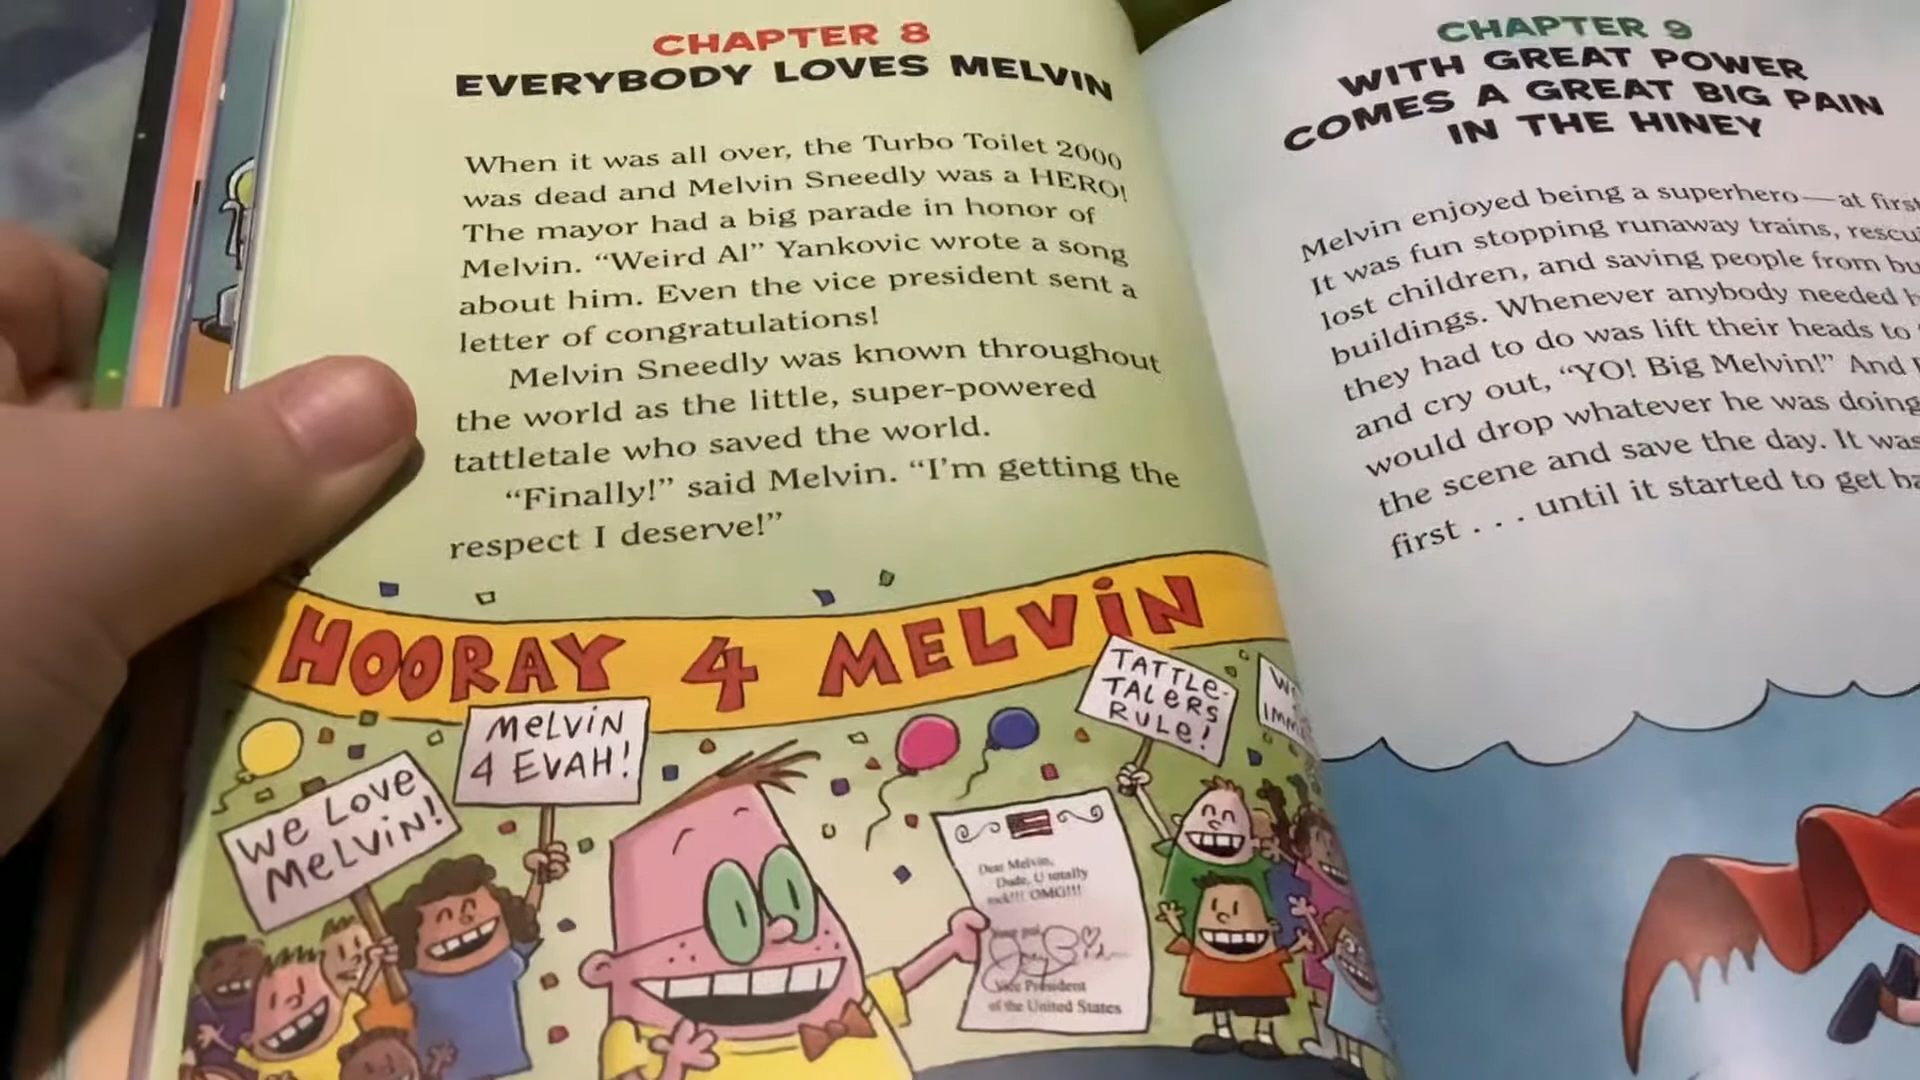 CHAPTER 8
EVERYBODY LOVES MELVIN
When it was all over, the Turbo Toilet 2000
was dead and Melvin Sneedly was a HERO!
The mayor had a big parade in honor of
Melvin. “Weird Al” Yankovic wrote a song
about him. Even the vice president sent a
letter of congratulations!
Melvin Sneedly was known throughout
the world as the little, super-powered
tattletale who saved the world.
“Finally!” said Melvin. “I’m getting the
respect I deserve!”
HOORAY 4 MELVIN
WE LOVE
MELVIN!
MELVIN
4 EVAH!
TATTLE-
TALERS
RULE!
Dear Melvin,
Dude, U totally
rock!!! OMG!!!
Your pal,
Vice President
of the United States
CHAPTER 9
WITH GREAT POWER
COMES A GREAT BIG PAIN
IN THE HINEY
Melvin enjoyed being a superhero—at first
It was fun stopping runaway trains,
lost children, and saving people from
buildings. Whenever anybody needed
they had to do was lift their heads to
and cry out, “YO! Big Melvin!” And
would drop whatever he was doing
the scene and save the day. It was
first . . . until it started to get